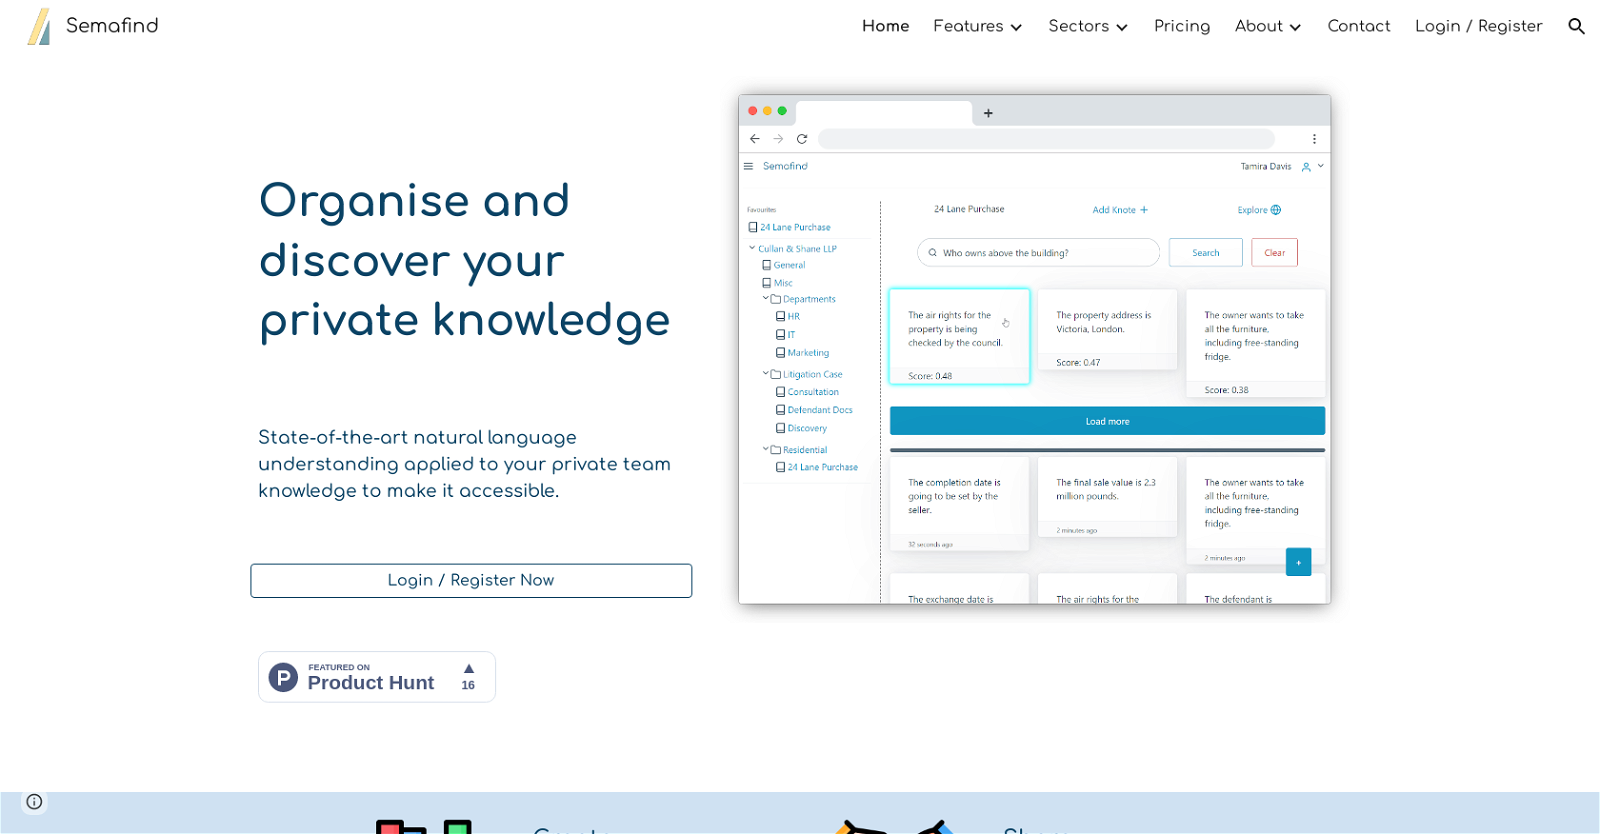 Semafind
Home
Features
Sectors
Pricing
About
Contact
Login / Register
Organise and
discover your
private knowledge
State-of-the-art natural language
understanding applied to your private team
knowledge to make it accessible.
Login / Register Now
FEATURED ON
Product Hunt
16
Semafind
Tamira Davis
Favourites
24 Lane Purchase
Cullan & Shane LLP
General
Misc
Departments
HR
IT
Marketing
Litigation Case
Consultation
Defendant Docs
Discovery
Residential
24 Lane Purchase
24 Lane Purchase
Add Knote +
Explore
Who owns above the building?
Search
Clear
The air rights for the
property is being
checked by the council.
Score: 0.48
The property address is
Victoria, London.
Score: 0.47
The owner wants to take
all the furniture,
including free-standing
fridge.
Score: 0.38
Load more
The completion date is
going to be set by the
seller.
32 seconds ago
The final sale value is 2.3
million pounds.
2 minutes ago
The owner wants to take
all the furniture,
including free-standing
fridge.
2 minutes ago
+
The exchange date is
The air rights for the
The defendant is
Create
Share